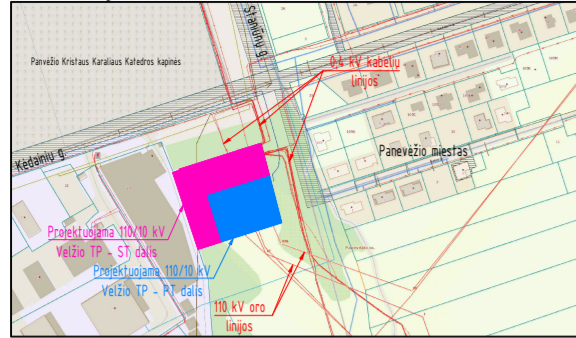 Staniūnų g.
Panvėžio Kristaus Karaliaus Katedros kapinės
0,4 kV kabelių
linijos
Kėdainių g.
Panevėžio miestas
Projektuojama 110/10 kV
Velžio TP - ST dalis
Projektuojama 110/10 kV
Velžio TP - PT dalis
110 kV oro
linijos